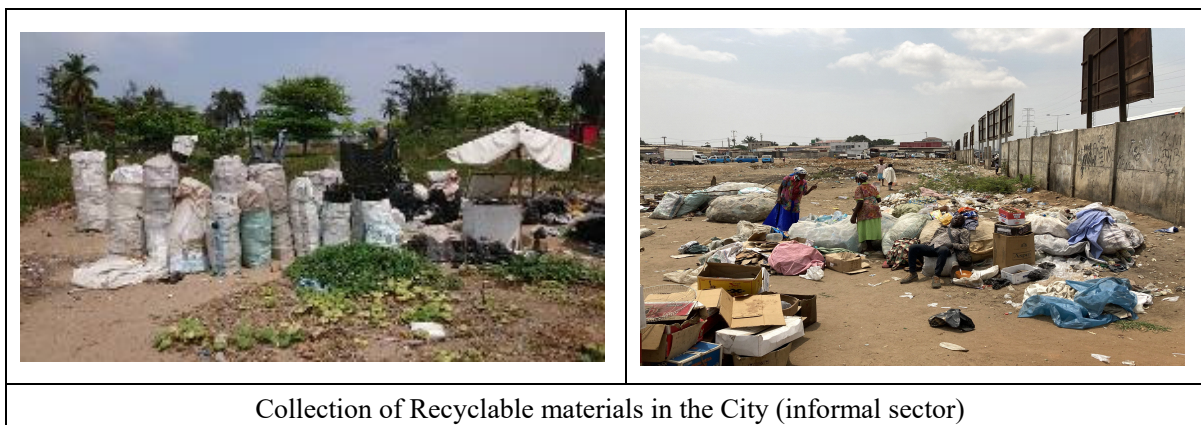 Collection of Recyclable materials in the City (informal sector)